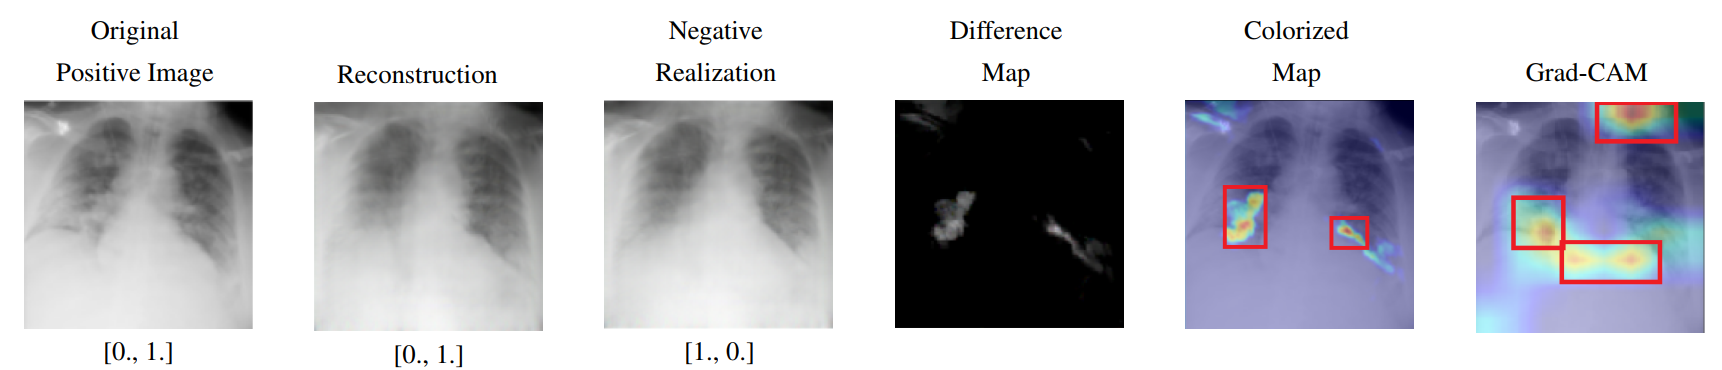 Original
Positive Image
Reconstruction
Negative
Realization
Difference
Map
Colorized
Map
Grad-CAM
[0., 1.]
[0., 1.]
[1., 0.]